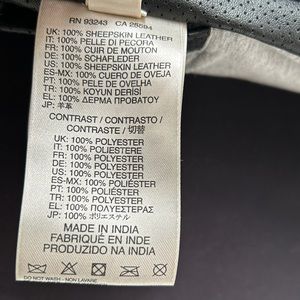 RN 93243 CA 25594
UK: 100% SHEEPSKIN LEATHER
IT: 100% PELLE DI PECORA
FR: 100% CUIR DE MOUTON
DE: 100% SCHAFLEDER
US: 100% SHEEPSKIN LEATHER
ES-MX: 100% CUERO DE OVEJA
PT: 100% PELE DE OVELHA
TR: 100% KOYUN DERISI
EL: 100% ΔΕΡΜΑ ΠΡΟΒΑΤΟΥ
JP: 羊革
CONTRAST / CONTRASTO /
CONTRASTE / 切替
UK: 100% POLYESTER
IT: 100% POLIESTERE
FR: 100% POLYESTER
DE: 100% POLYESTER
US: 100% POLYESTER
ES-MX: 100% POLIÉSTER
PT: 100% POLIÉSTER
TR: 100% POLYESTER
EL: 100% ΠΟΛΥΕΣΤΕΡΑΣ
JP: 100% ポリエステル
MADE IN INDIA
FABRIQUÉ EN INDE
PRODUZIDO NA INDIA
DO NOT WASH - NON LAVARE